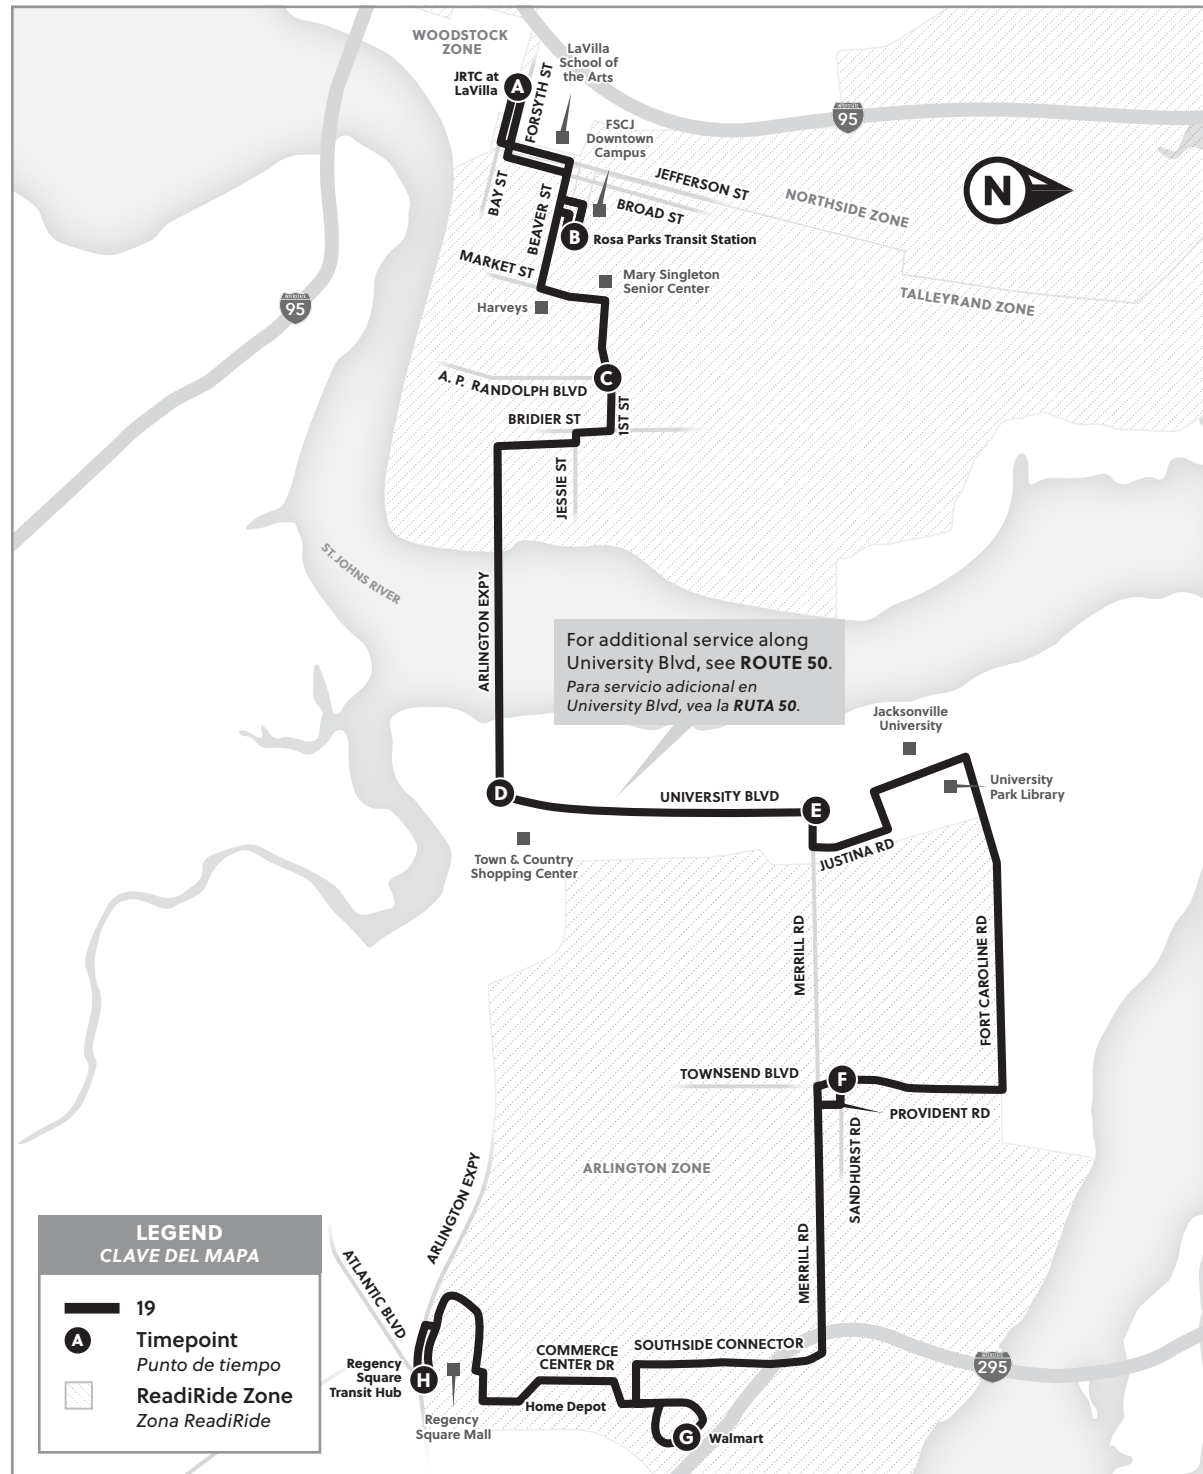 WOODSTOCK
ZONE
LaVilla
School of
the Arts
JRTC at
LaVilla
A
FORSYTH ST
FSCJ
Downtown
Campus
INTERSTATE
95
JEFFERSON ST
BAY ST
BEAVER ST
BROAD ST
NORTHSIDE ZONE
N
B
Rosa Parks Transit Station
MARKET ST
Mary Singleton
Senior Center
Harveys
TALLEYRAND ZONE
INTERSTATE
95
A. P. RANDOLPH BLVD
C
1ST ST
BRIDIER ST
JESSIE ST
ST. JOHNS RIVER
ARLINGTON EXPY
For additional service along
University Blvd, see ROUTE 50.
Para servicio adicional en
University Blvd, vea la RUTA 50.
Jacksonville
University
University
Park Library
D
UNIVERSITY BLVD
E
JUSTINA RD
Town & Country
Shopping Center
MERRILL RD
FORT CAROLINE RD
TOWNSEND BLVD
F
PROVIDENT RD
SANDHURST RD
ARLINGTON ZONE
ARLINGTON EXPY
MERRILL RD
ATLANTIC BLVD
SOUTHSIDE CONNECTOR
COMMERCE
CENTER DR
INTERSTATE
295
Regency
Square
Transit Hub
H
Home Depot
Regency
Square Mall
G
Walmart
LEGEND
CLAVE DEL MAPA
19
A
Timepoint
Punto de tiempo
ReadiRide Zone
Zona ReadiRide